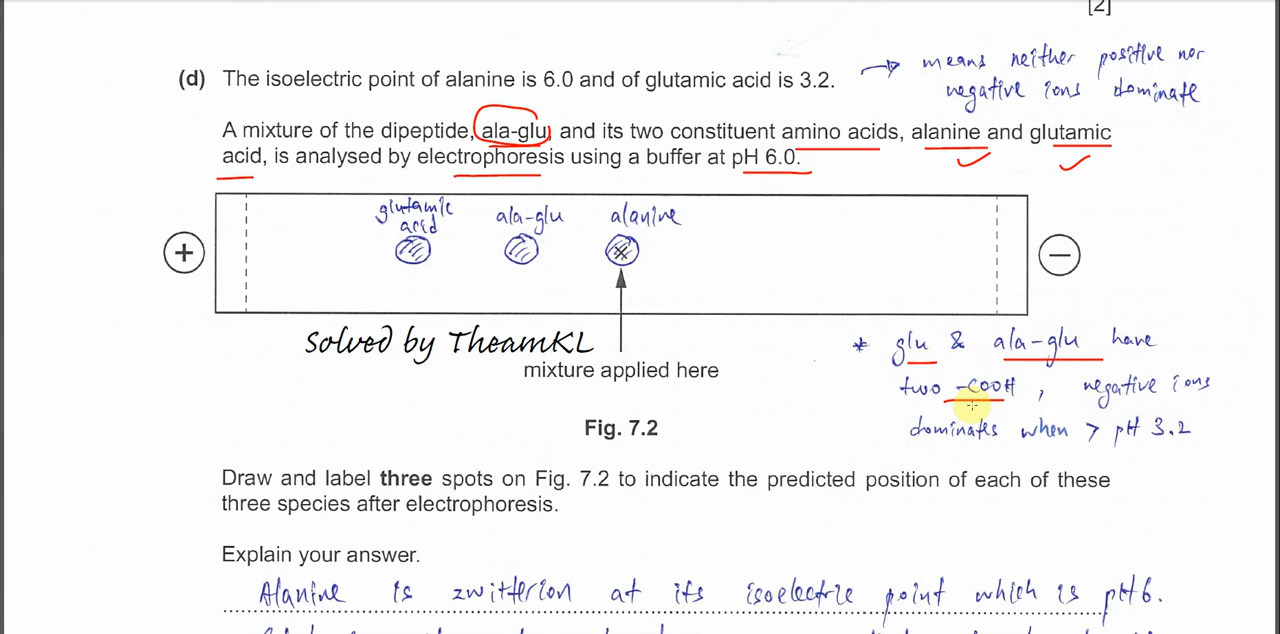 [2]
(d) The isoelectric point of alanine is 6.0 and of glutamic acid is 3.2.
→ means neither positive nor
negative ions dominate
A mixture of the dipeptide, ala-glu, and its two constituent amino acids, alanine and glutamic
acid, is analysed by electrophoresis using a buffer at pH 6.0.
glutamic
acid
ala-glu
alanine
+
−
Solved by TheamKL
mixture applied here
* glu & ala-glu have
two -COOH, negative ions
dominates when > pH 3.2
Fig. 7.2
Draw and label three spots on Fig. 7.2 to indicate the predicted position of each of these
three species after electrophoresis.
Explain your answer.
Alanine is zwitterion at its isoelectric point which is pH6.